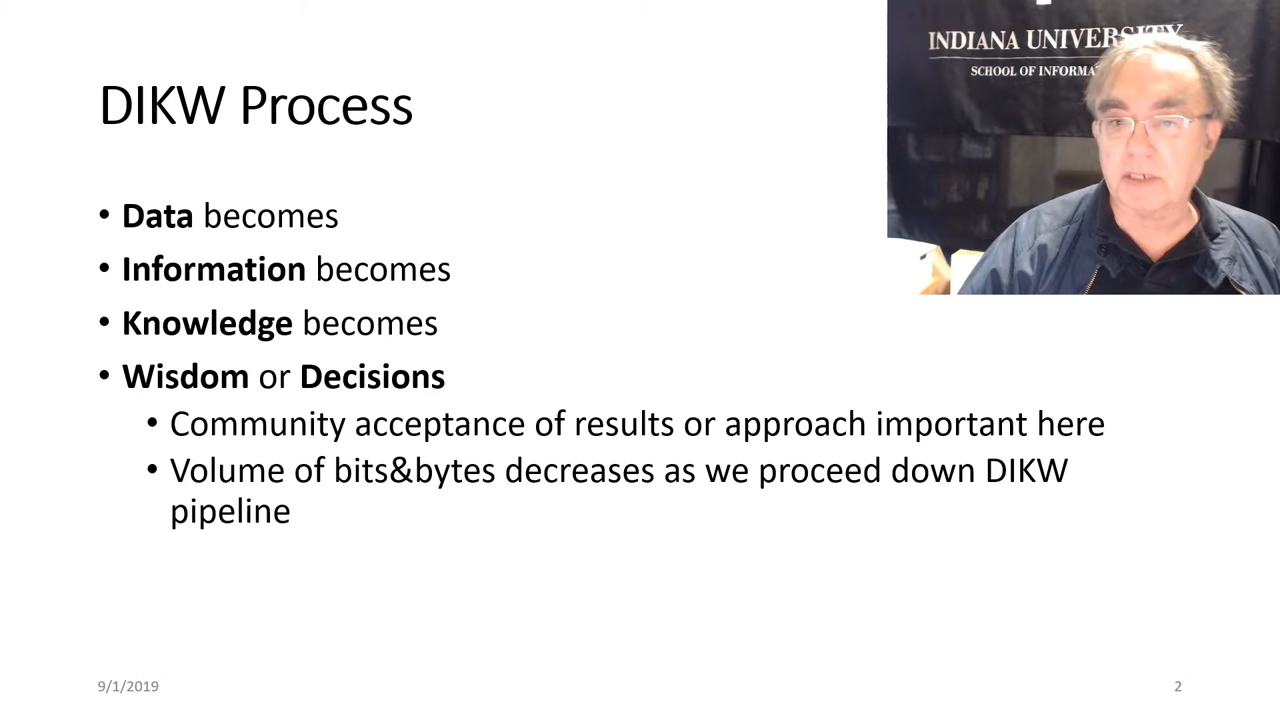 INDIANA UNIVERSITY
SCHOOL OF INFORMA
DIKW Process
• Data becomes
• Information becomes
• Knowledge becomes
• Wisdom or Decisions
• Community acceptance of results or approach important here
• Volume of bits&bytes decreases as we proceed down DIKW
pipeline
9/1/2019
2